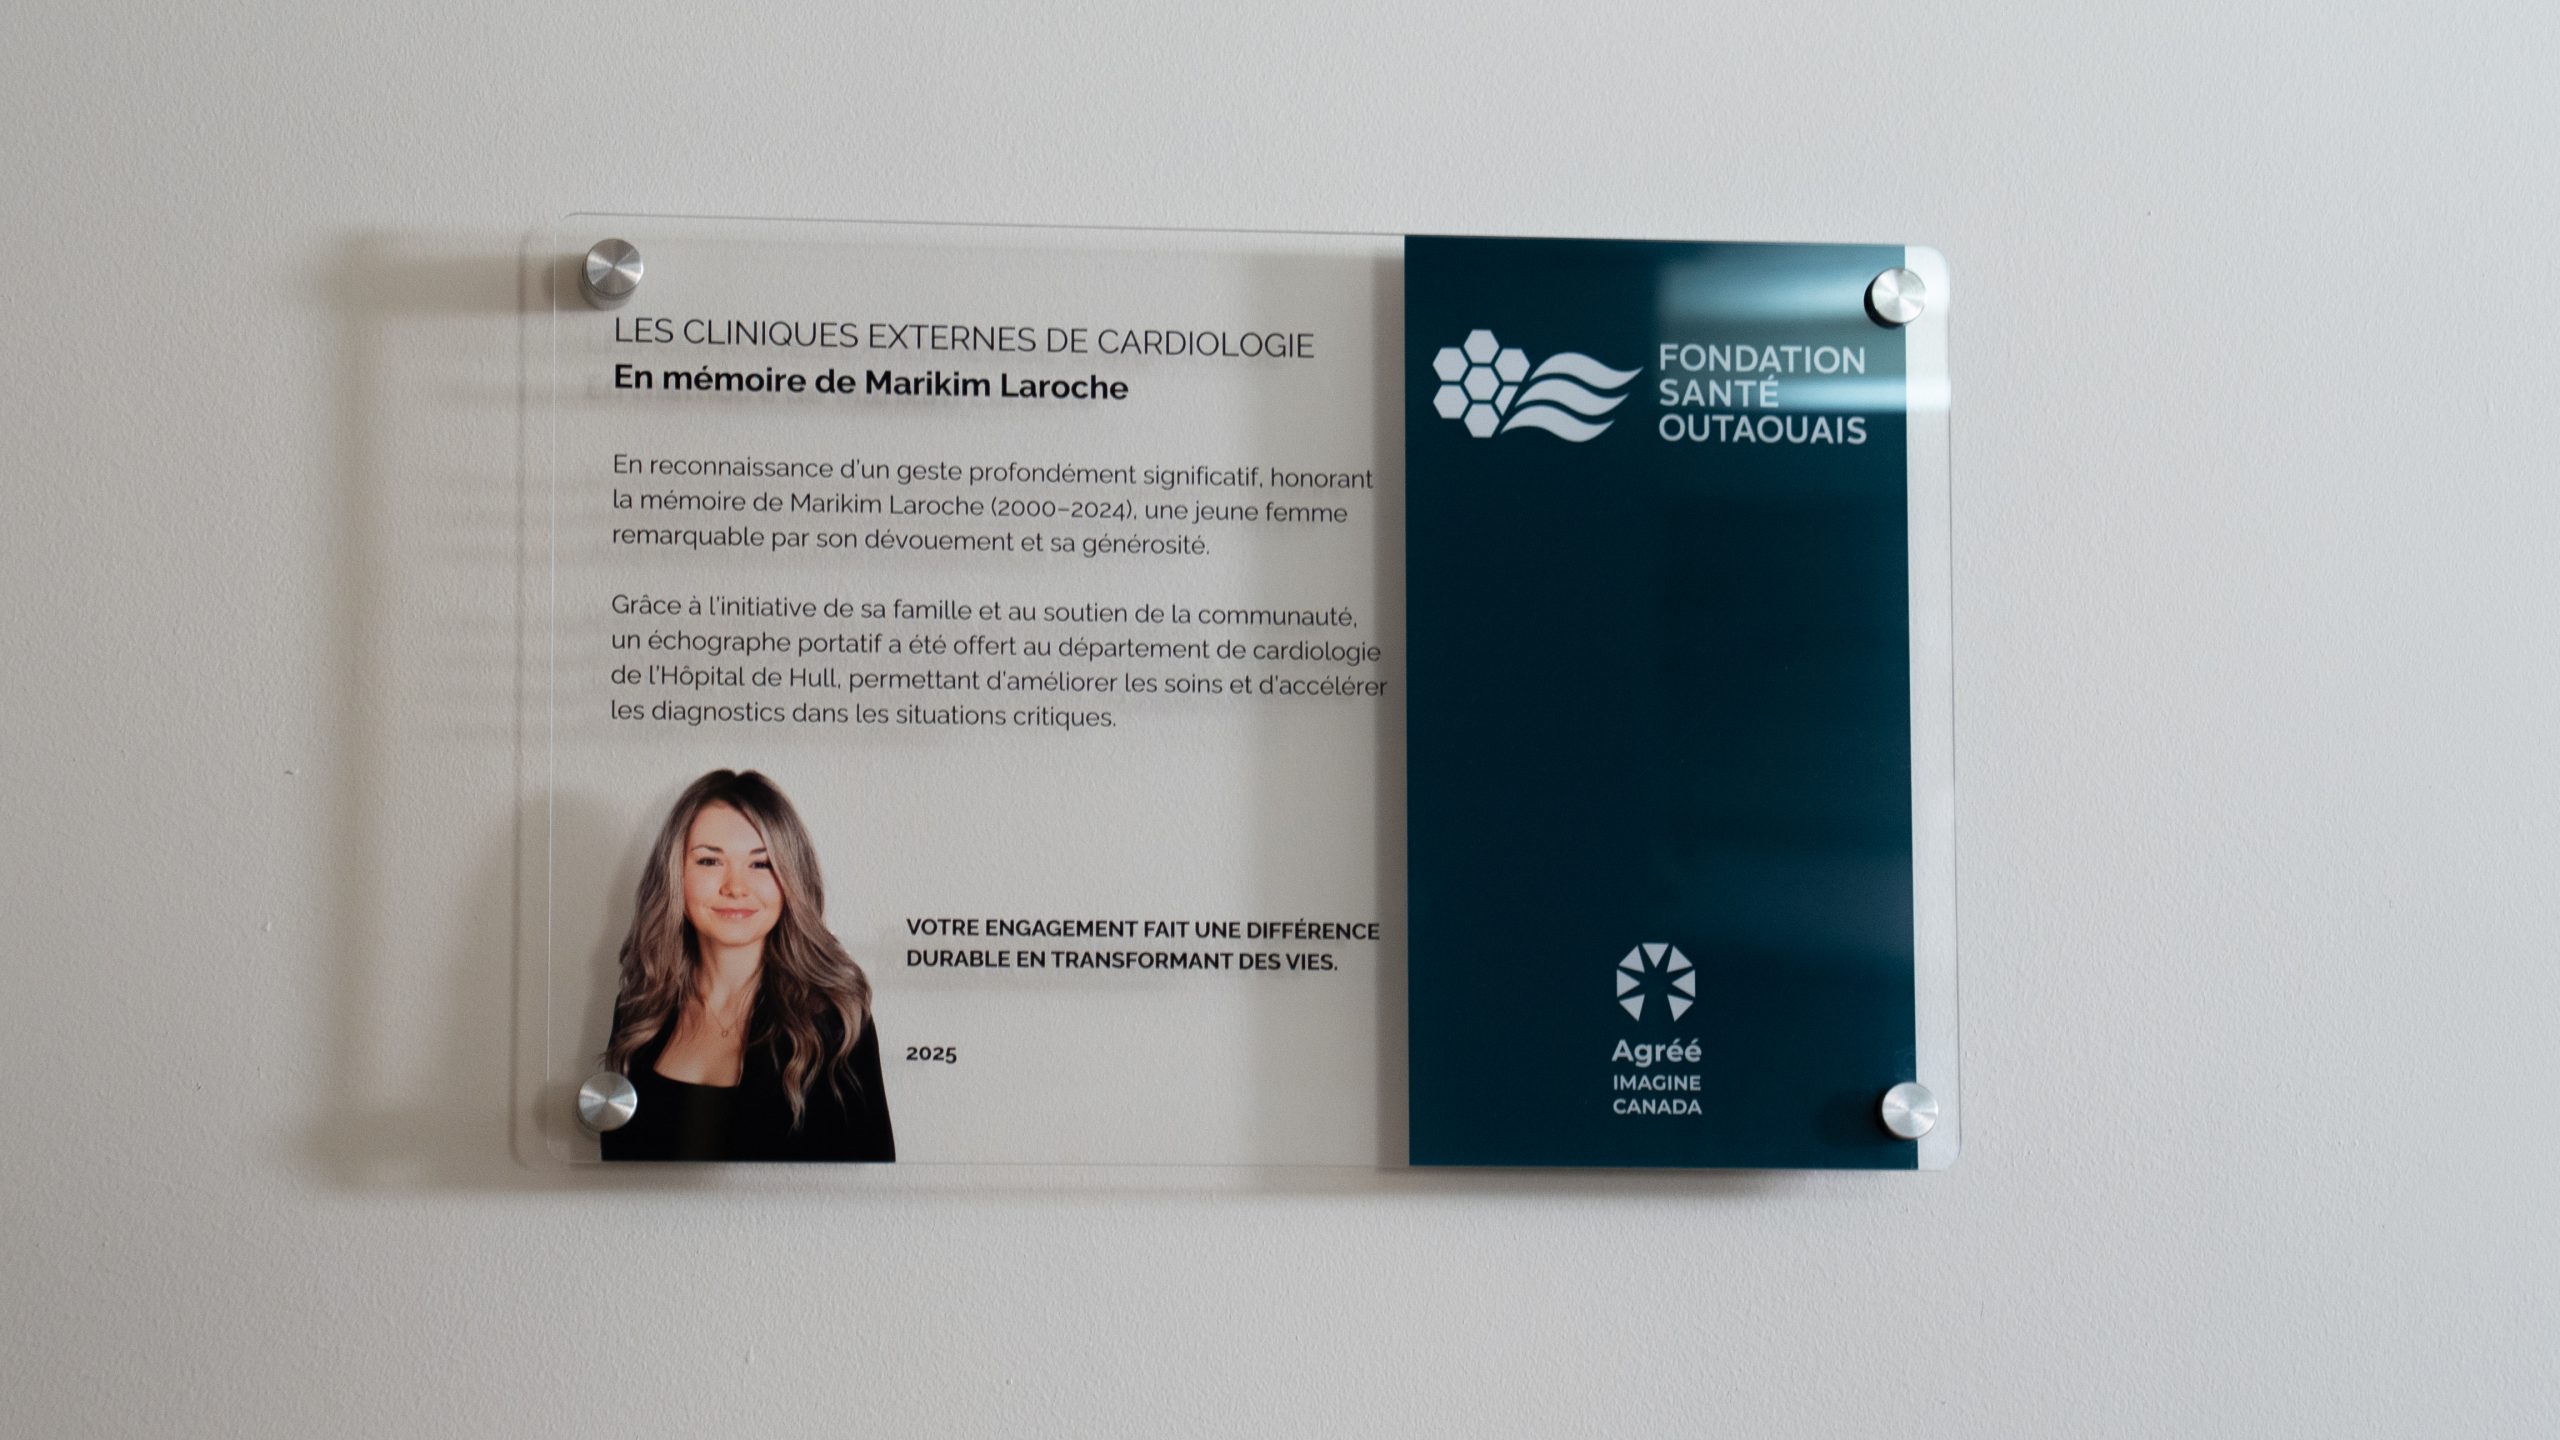 LES CLINIQUES EXTERNES DE CARDIOLOGIE
En mémoire de Marikim Laroche
En reconnaissance d'un geste profondément significatif, honorant
la mémoire de Marikim Laroche (2000–2024), une jeune femme
remarquable par son dévouement et sa générosité.
Grâce à l'initiative de sa famille et au soutien de la communauté,
un échographe portatif a été offert au département de cardiologie
de l'Hôpital de Hull, permettant d'améliorer les soins et d'accélérer
les diagnostics dans les situations critiques.
VOTRE ENGAGEMENT FAIT UNE DIFFÉRENCE
DURABLE EN TRANSFORMANT DES VIES.
2025
FONDATION
SANTÉ
OUTAOUAIS
Agréé
IMAGINE
CANADA